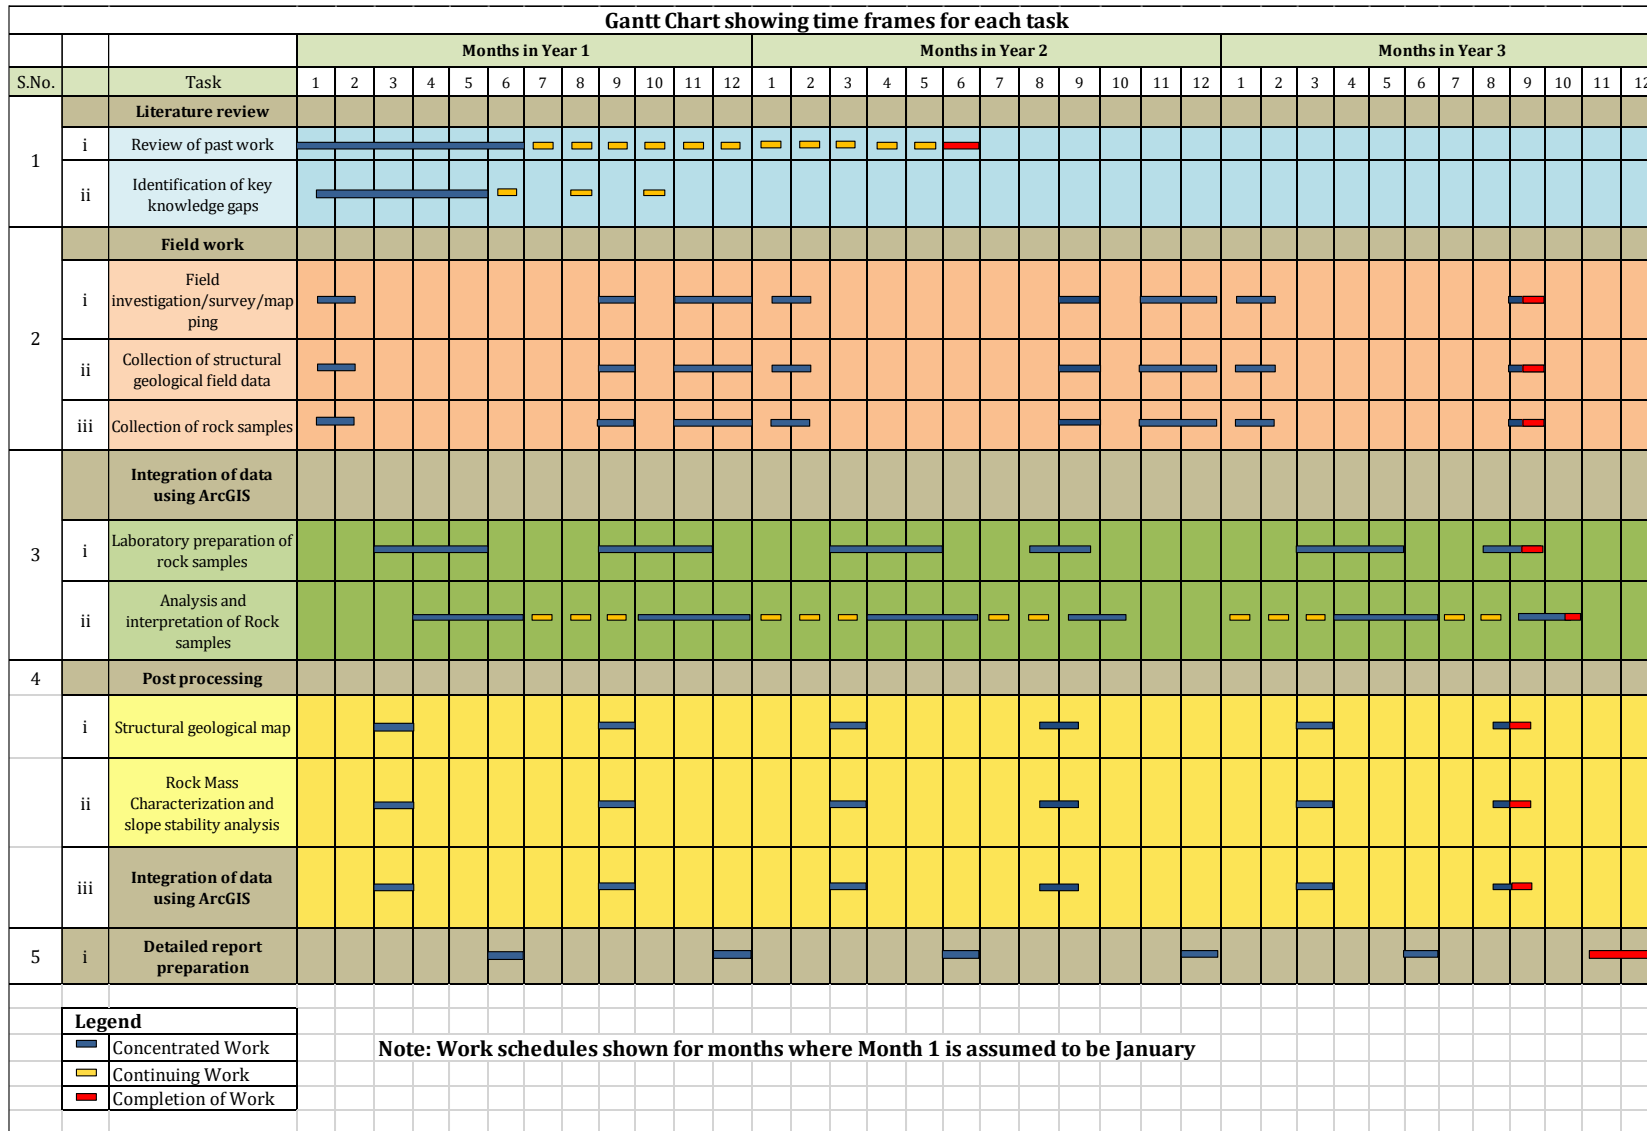 Gantt Chart showing time frames for each task
Months in Year 1 Months in Year 2 Months in Year 3
S.No. Task 1 2 3 4 5 6 7 8 9 10 11 12 1 2 3 4 5 6 7 8 9 10 11 12 1 2 3 4 5 6 7 8 9 10 11 12
1
Literature review
i Review of past work
ii Identification of key
knowledge gaps
2
Field work
i Field
investigation/survey/map
ping
ii Collection of structural
geological field data
iii Collection of rock samples
3
Integration of data
using ArcGIS
i Laboratory preparation of
rock samples
ii Analysis and
interpretation of Rock
samples
4 Post processing
i Structural geological map
ii Rock Mass
Characterization and
slope stability analysis
iii Integration of data
using ArcGIS
5 i Detailed report
preparation
Legend
Concentrated Work
Continuing Work
Completion of Work
Note: Work schedules shown for months where Month 1 is assumed to be January